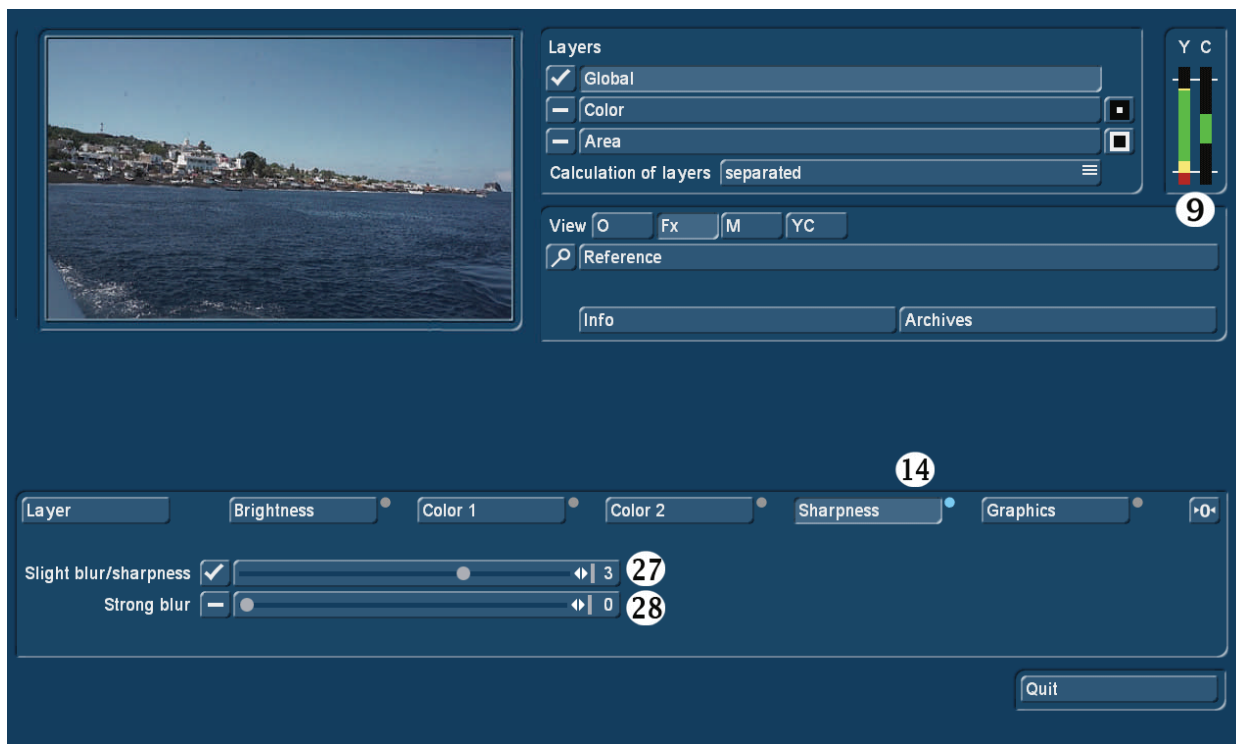 Layers
Y C
Global
Color
Area
Calculation of layers separated
9
View O Fx M YC
Reference
Info Archives
14
Layer Brightness Color 1 Color 2 Sharpness Graphics 0
Slight blur/sharpness 3 27
Strong blur 0 28
Quit